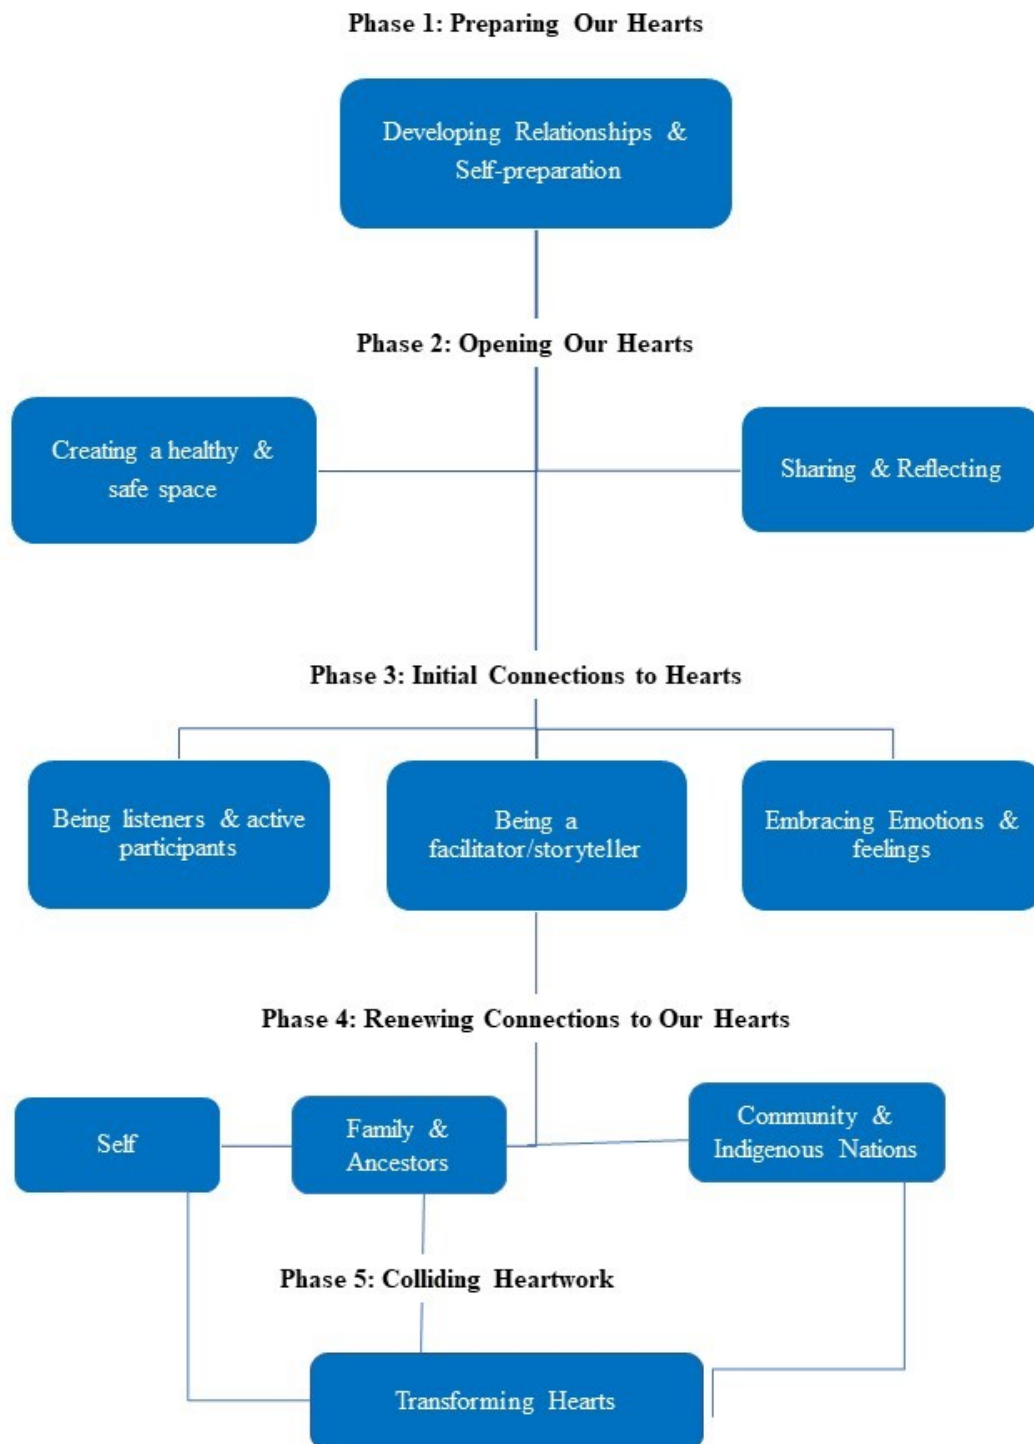 Phase 1: Preparing Our Hearts
Developing Relationships &
Self-preparation
Phase 2: Opening Our Hearts
Creating a healthy &
safe space
Sharing & Reflecting
Phase 3: Initial Connections to Hearts
Being listeners & active
participants
Being a
facilitator/storyteller
Embracing Emotions &
feelings
Phase 4: Renewing Connections to Our Hearts
Self
Family &
Ancestors
Community &
Indigenous Nations
Phase 5: Colliding Heartwork
Transforming Hearts